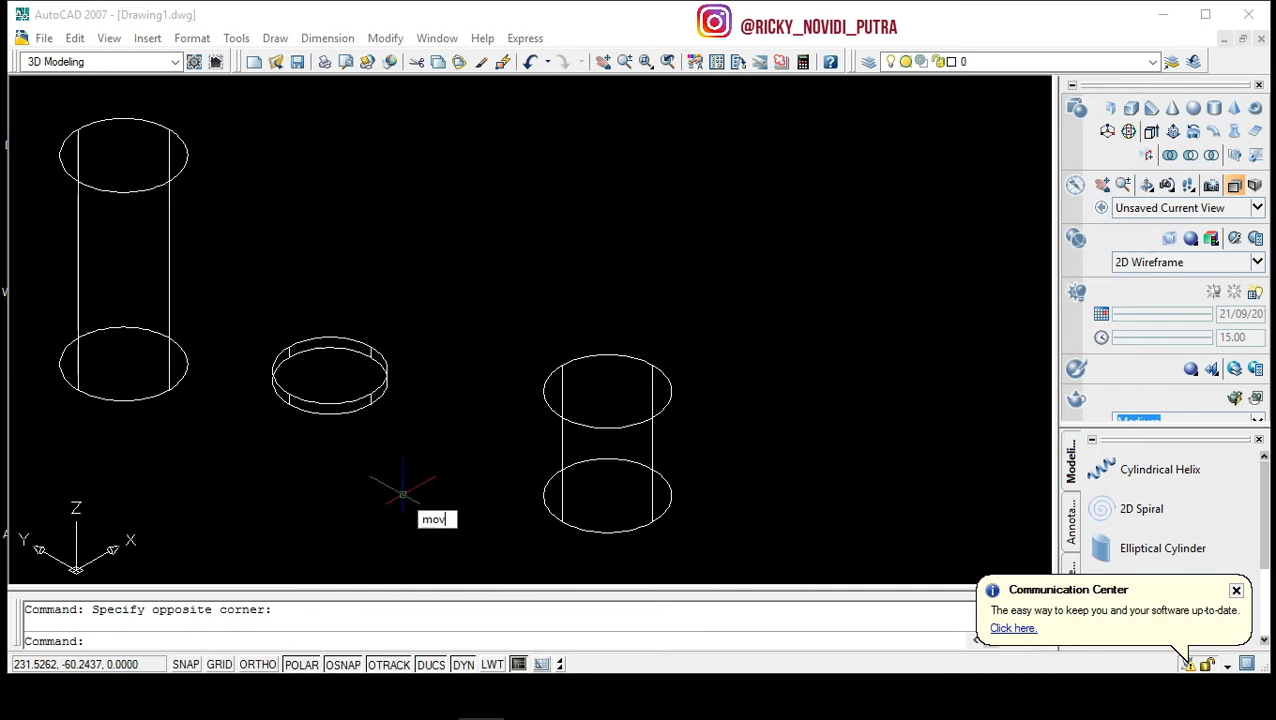 AutoCAD 2007 - [Drawing1.dwg]
@RICKY_NOVIDI_PUTRA
File Edit View Insert Format Tools Draw Dimension Modify Window Help Express
3D Modeling
0
Unsaved Current View
2D Wireframe
21/09/20
15.00
Medium
Modeli...
Cylindrical Helix
2D Spiral
Annota...
Elliptical Cylinder
mov
Z
Y
X
Communication Center
The easy way to keep you and your software up-to-date.
Click here.
Command: Specify opposite corner:
Command:
231.5262, -60.2437, 0.0000 SNAP GRID ORTHO POLAR OSNAP OTRACK DUCS DYN LWT